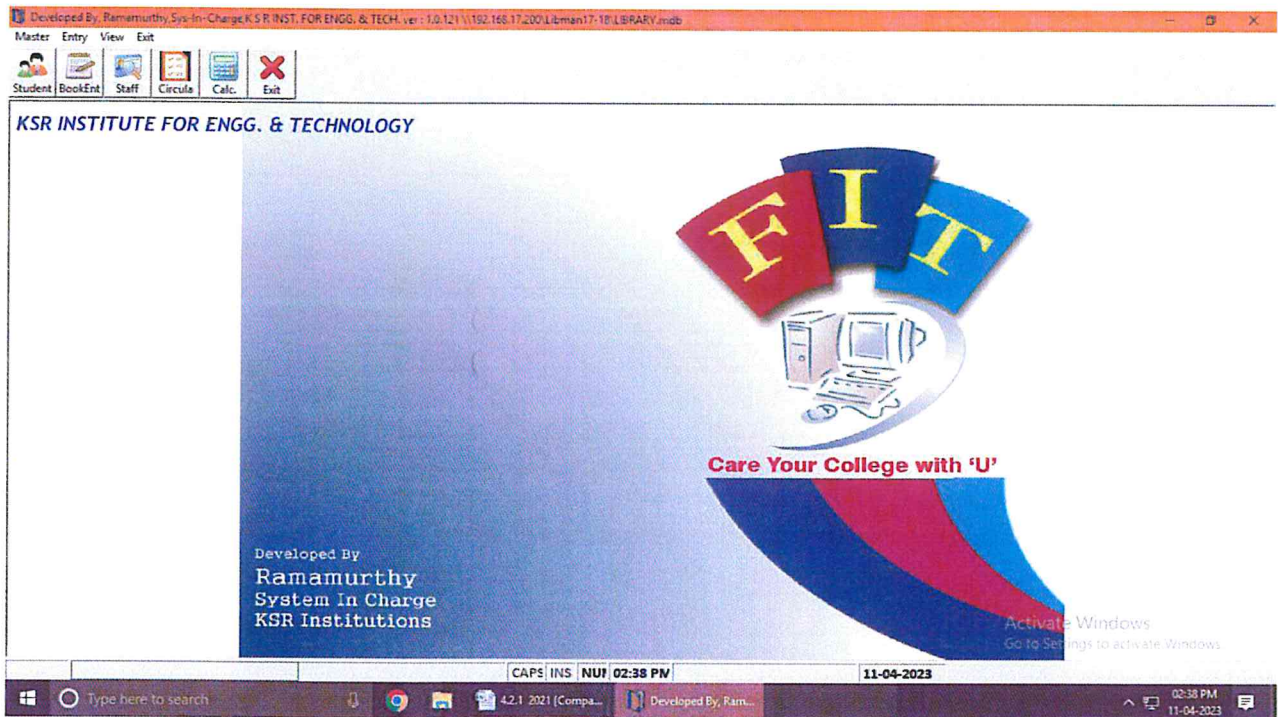 Developed By, Ramamurthy,Sys-In-Charge,K S R INST. FOR ENGG. & TECH. ver : 1.0.121 \\192.168.17.200\Libman17-18\LIBRARY.mdb
Master Entry View Exit
Student BookEnt Staff Circula Calc. Exit
KSR INSTITUTE FOR ENGG. & TECHNOLOGY
FIT
Care Your College with ‘U’
Developed By
Ramamurthy
System In Charge
KSR Institutions
Activate Windows
Go to Settings to activate Windows.
CAPS INS NUM 02:38 PM 11-04-2023
Type here to search 4.2.1 2021 [Compa... Developed By, Ram... 02:38 PM
11-04-2023